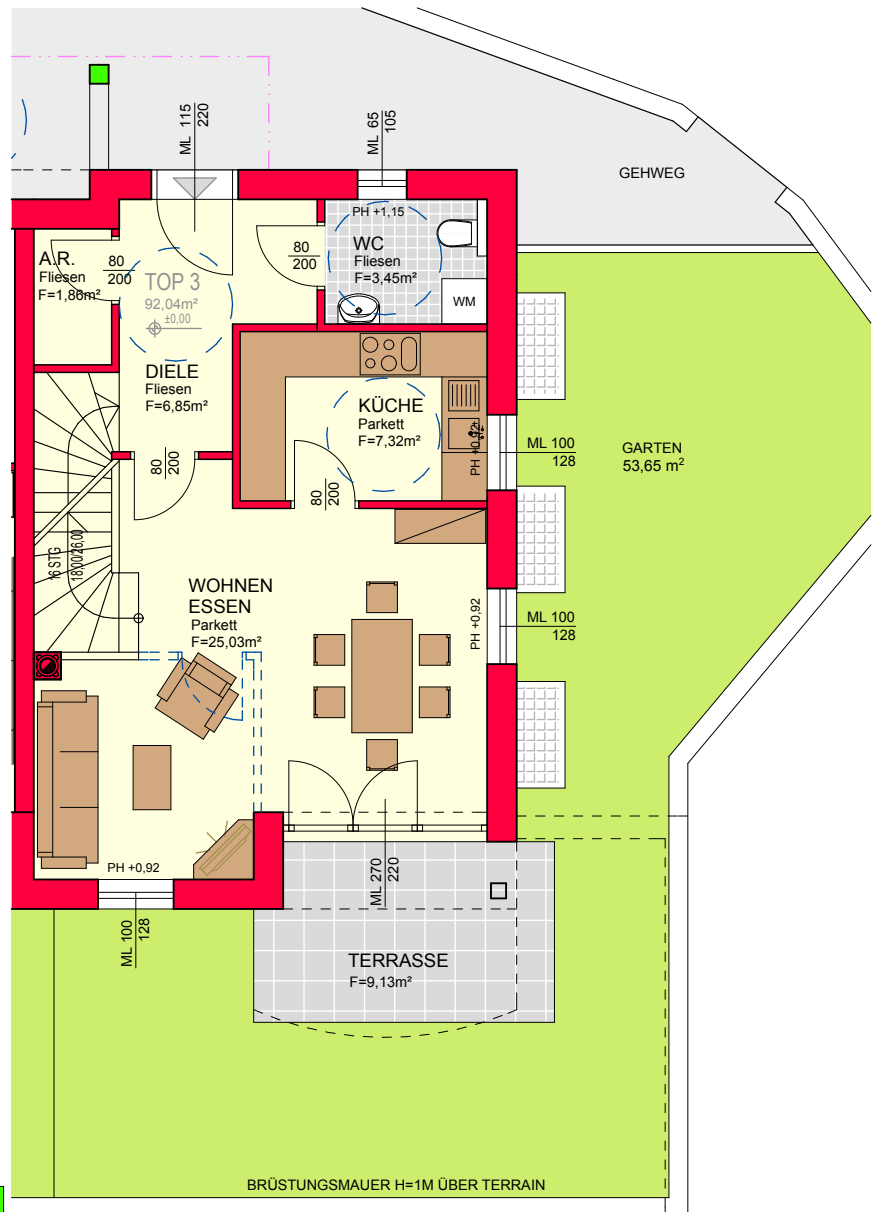 ML 115
220
ML 65
105
GEHWEG
PH +1,15
A.R.
Fliesen
F=1,86m²
80
200
TOP 3
92,04m²
±0,00
80
200
WC
Fliesen
F=3,45m²
WM
DIELE
Fliesen
F=6,85m²
KÜCHE
Parkett
F=7,32m²
PH +0,92
ML 100
128
GARTEN
53,65 m²
80
200
80
200
16 STG
18,00/26,00
WOHNEN
ESSEN
Parkett
F=25,03m²
PH +0,92
ML 100
128
PH +0,92
ML 100
128
ML 270
220
TERRASSE
F=9,13m²
BRÜSTUNGSMAUER H=1M ÜBER TERRAIN